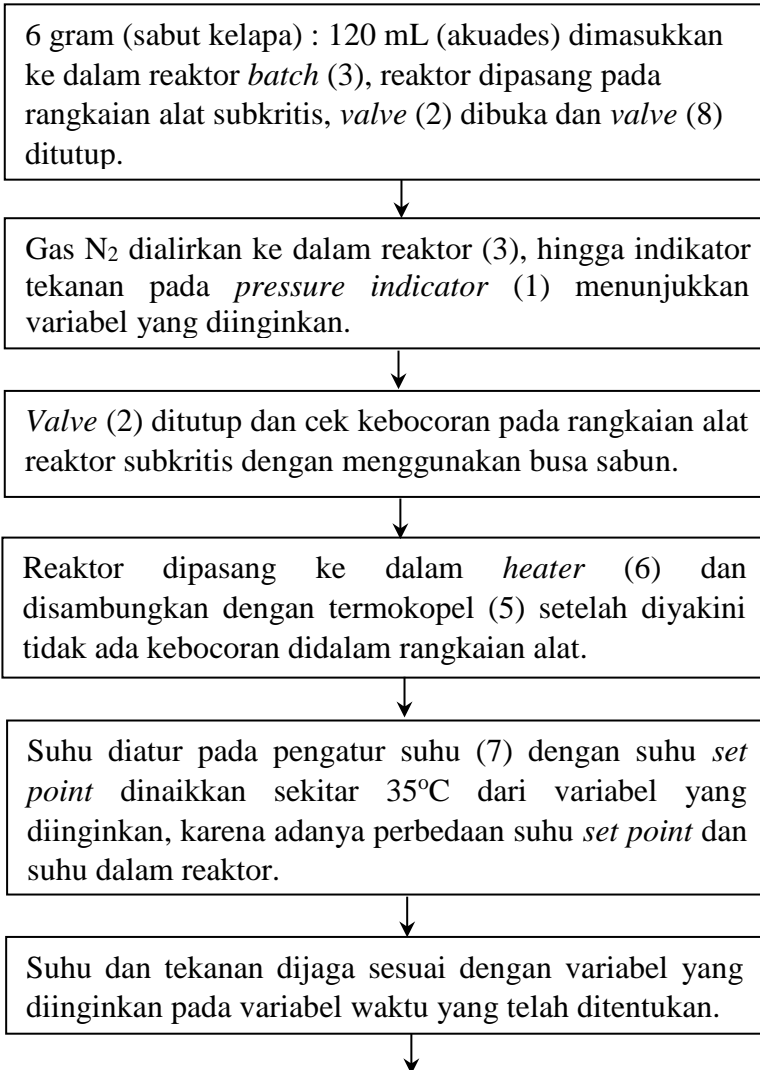 6 gram (sabut kelapa) : 120 mL (akuades) dimasukkan
ke dalam reaktor batch (3), reaktor dipasang pada
rangkaian alat subkritis, valve (2) dibuka dan valve (8)
ditutup.
Gas N₂ dialirkan ke dalam reaktor (3), hingga indikator
tekanan pada pressure indicator (1) menunjukkan
variabel yang diinginkan.
Valve (2) ditutup dan cek kebocoran pada rangkaian alat
reaktor subkritis dengan menggunakan busa sabun.
Reaktor dipasang ke dalam heater (6) dan
disambungkan dengan termokopel (5) setelah diyakini
tidak ada kebocoran didalam rangkaian alat.
Suhu diatur pada pengatur suhu (7) dengan suhu set
point dinaikkan sekitar 35°C dari variabel yang
diinginkan, karena adanya perbedaan suhu set point dan
suhu dalam reaktor.
Suhu dan tekanan dijaga sesuai dengan variabel yang
diinginkan pada variabel waktu yang telah ditentukan.